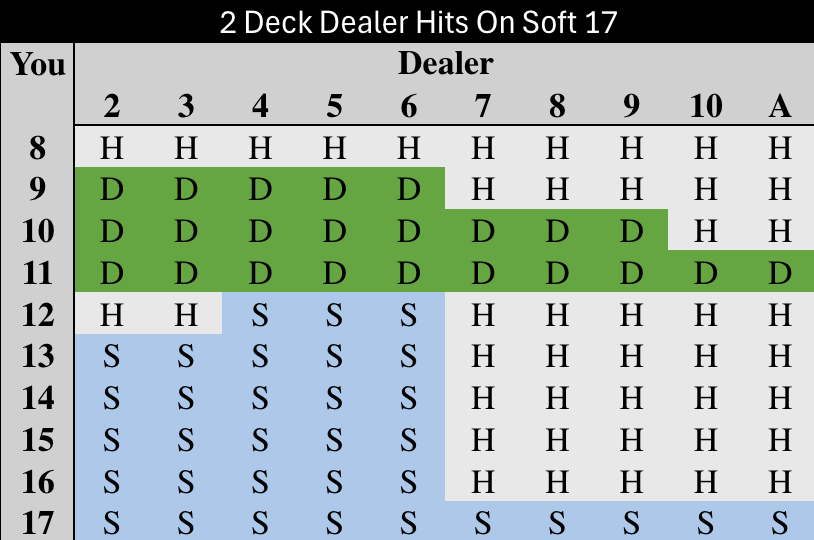 2 Deck Dealer Hits On Soft 17
You Dealer
2 3 4 5 6 7 8 9 10 A
8 H H H H H H H H H H
9 D D D D D H H H H H
10 D D D D D D D D H H
11 D D D D D D D D D D
12 H H S S S H H H H H
13 S S S S S H H H H H
14 S S S S S H H H H H
15 S S S S S H H H H H
16 S S S S S H H H H H
17 S S S S S S S S S S